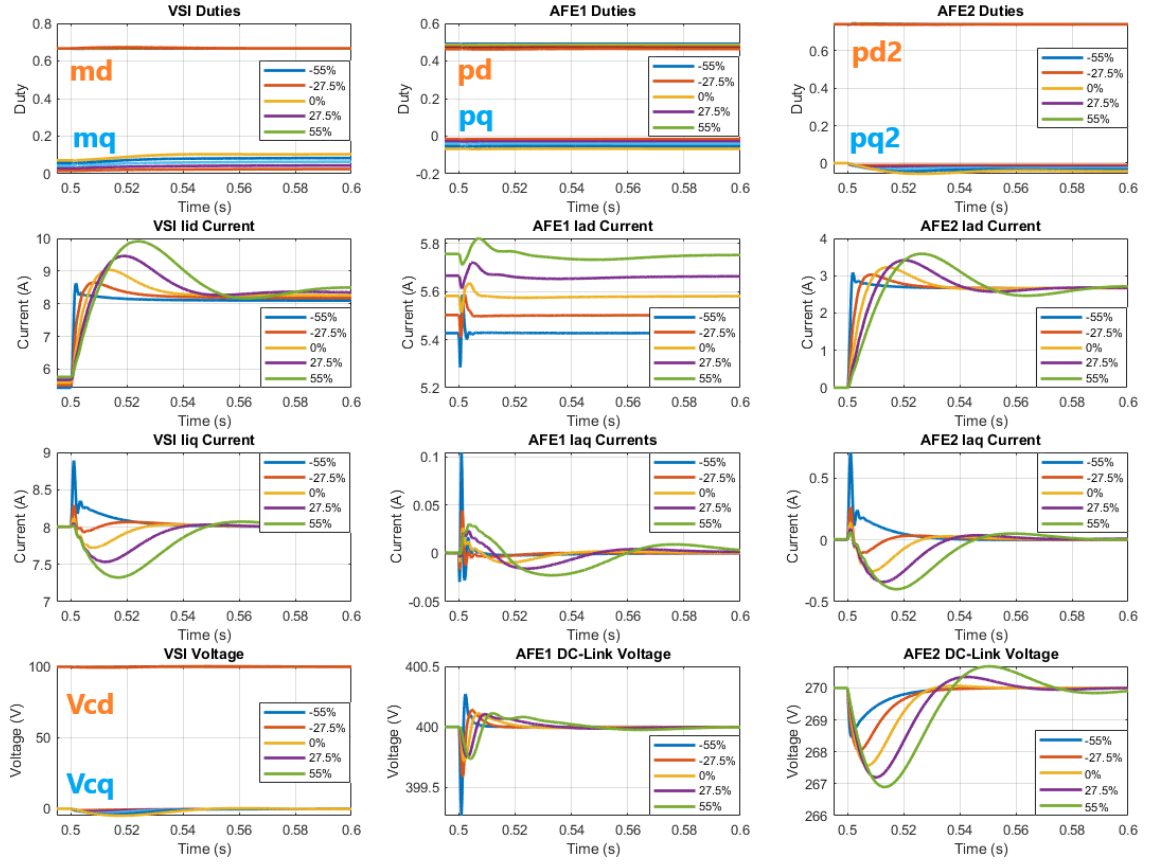 VSI Duties
0.8
0.6
0.4
0.2
0
Duty
md
mq
-55%
-27.5%
0%
27.5%
55%
0.5 0.52 0.54 0.56 0.58 0.6
Time (s)
AFE1 Duties
0.6
0.4
0.2
0
-0.2
Duty
pd
pq
-55%
-27.5%
0%
27.5%
55%
0.5 0.52 0.54 0.56 0.58 0.6
Time (s)
AFE2 Duties
0.6
0.4
0.2
0
Duty
pd2
pq2
-55%
-27.5%
0%
27.5%
55%
0.5 0.52 0.54 0.56 0.58 0.6
Time (s)
VSI Iid Current
10
9
8
7
6
Current (A)
-55%
-27.5%
0%
27.5%
55%
0.5 0.52 0.54 0.56 0.58 0.6
Time (s)
AFE1 Iad Current
5.8
5.6
5.4
5.2
Current (A)
-55%
-27.5%
0%
27.5%
55%
0.5 0.52 0.54 0.56 0.58 0.6
Time (s)
AFE2 Iad Current
4
3
2
1
0
Current (A)
-55%
-27.5%
0%
27.5%
55%
0.5 0.52 0.54 0.56 0.58 0.6
Time (s)
VSI Iiq Current
9
8.5
8
7.5
7
Current (A)
-55%
-27.5%
0%
27.5%
55%
0.5 0.52 0.54 0.56 0.58 0.6
Time (s)
AFE1 Iaq Currents
0.1
0.05
0
-0.05
Current (A)
-55%
-27.5%
0%
27.5%
55%
0.5 0.52 0.54 0.56 0.58 0.6
Time (s)
AFE2 Iaq Current
0.5
0
-0.5
Current (A)
-55%
-27.5%
0%
27.5%
55%
0.5 0.52 0.54 0.56 0.58 0.6
Time (s)
VSI Voltage
100
50
0
Voltage (V)
Vcd
Vcq
-55%
-27.5%
0%
27.5%
55%
0.5 0.52 0.54 0.56 0.58 0.6
Time (s)
AFE1 DC-Link Voltage
400.5
400
399.5
Voltage (V)
-55%
-27.5%
0%
27.5%
55%
0.5 0.52 0.54 0.56 0.58 0.6
Time (s)
AFE2 DC-Link Voltage
270
269
268
267
266
Voltage (V)
-55%
-27.5%
0%
27.5%
55%
0.5 0.52 0.54 0.56 0.58 0.6
Time (s)